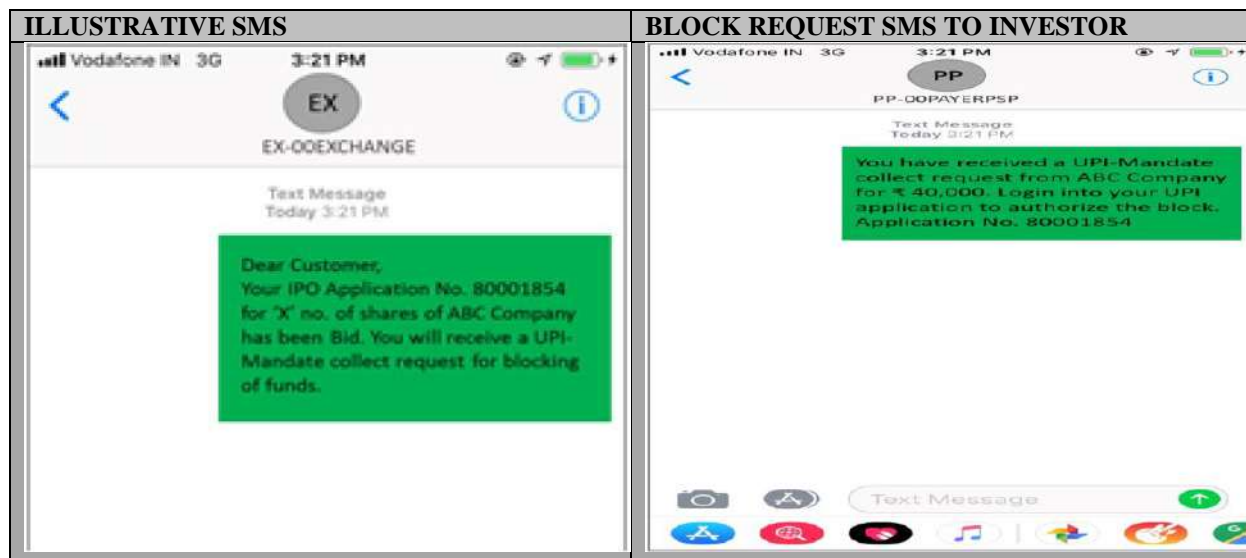 ILLUSTRATIVE SMS
Vodafone IN 3G 3:21 PM
EX
EX-00EXCHANGE
Text Message
Today 3:21 PM
Dear Customer,
Your IPO Application No. 80001854
for 'X' no. of shares of ABC Company
has been Bid. You will receive a UPI-
Mandate collect request for blocking
of funds.
BLOCK REQUEST SMS TO INVESTOR
Vodafone IN 3G 3:21 PM
PP
PP-00PAYERPSP
Text Message
Today 3:21 PM
You have received a UPI-Mandate
collect request from ABC Company
for ₹ 40,000. Login into your UPI
application to authorize the block.
Application No. 80001854
Text Message